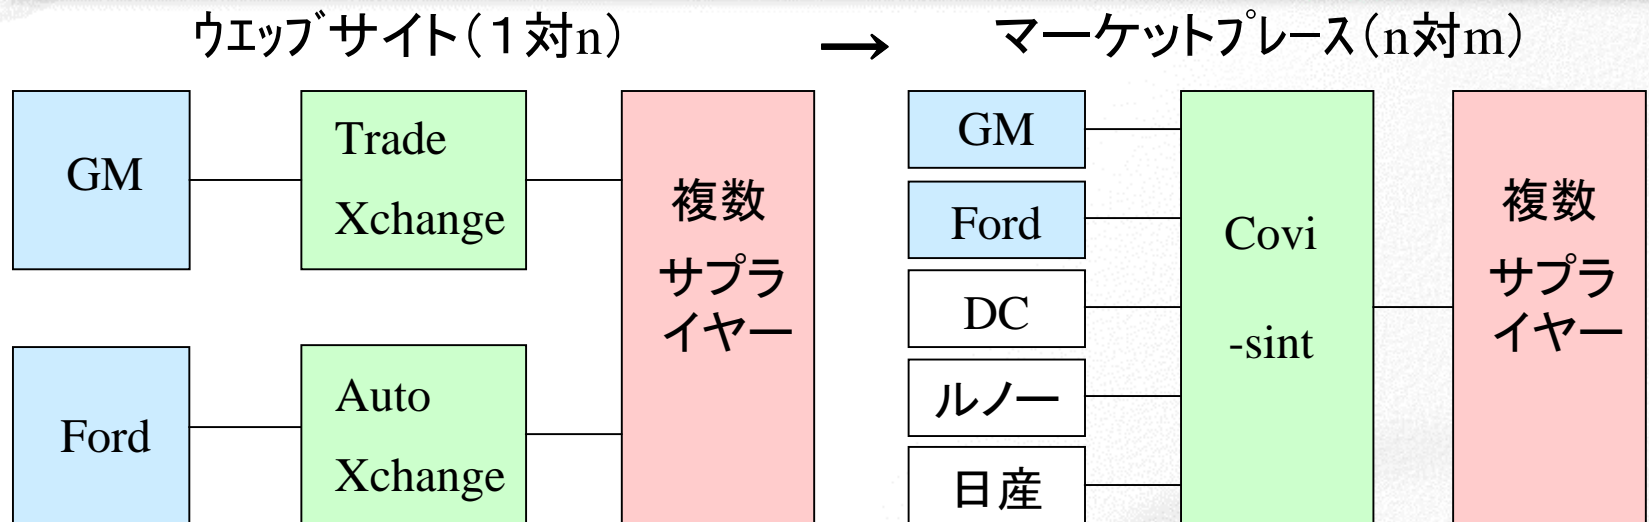 ウエッブサイト（１対n）
→
マーケットプレース（n対m）
GM
Trade
Xchange
複数
サプラ
イヤー
Ford
Auto
Xchange
GM
Ford
DC
ルノー
日産
Covi
-sint
複数
サプラ
イヤー